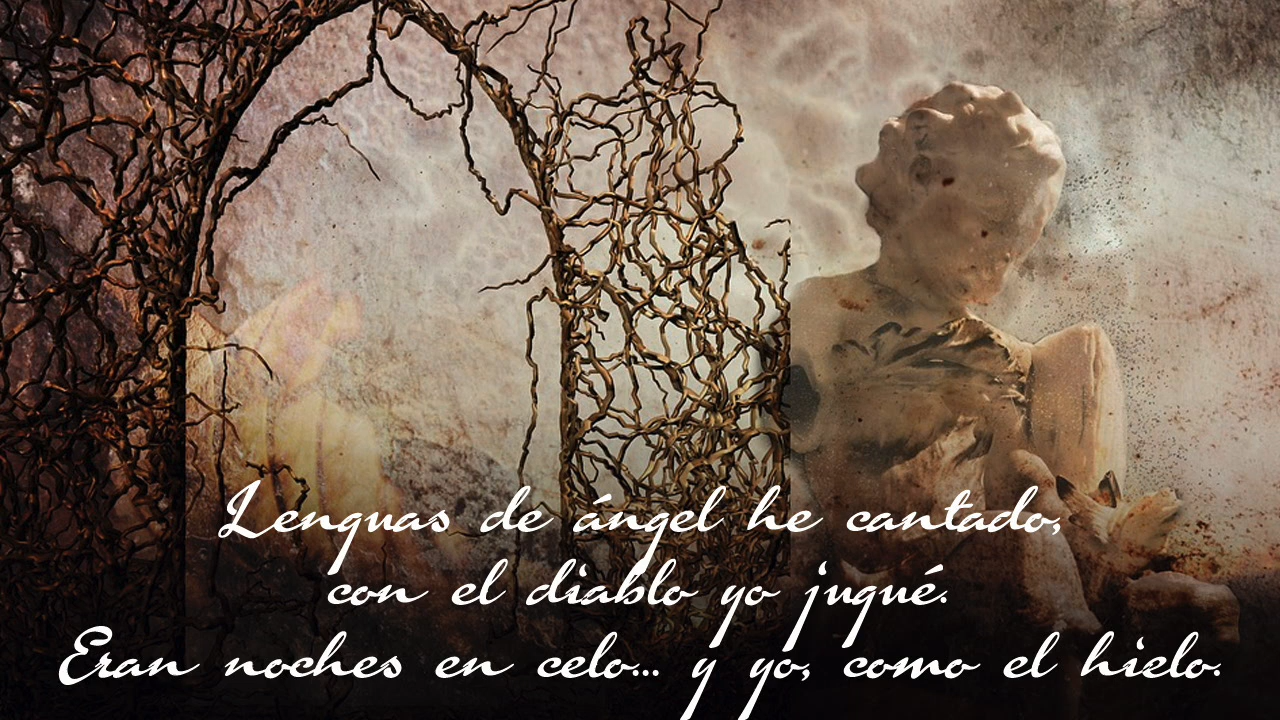 Lenguas de ángel he cantado,
con el diablo yo jugué.
Eran noches en celo... y yo, como el hielo.